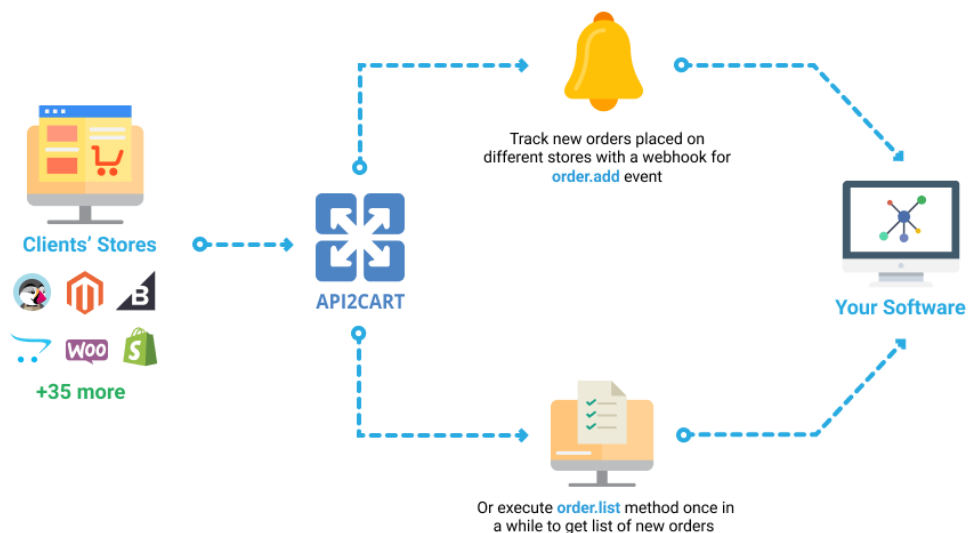 Track new orders placed on
different stores with a webhook for
order.add event
Clients' Stores
API2CART
Your Software
B
WOO
S
+35 more
Or execute order.list method once in
a while to get list of new orders